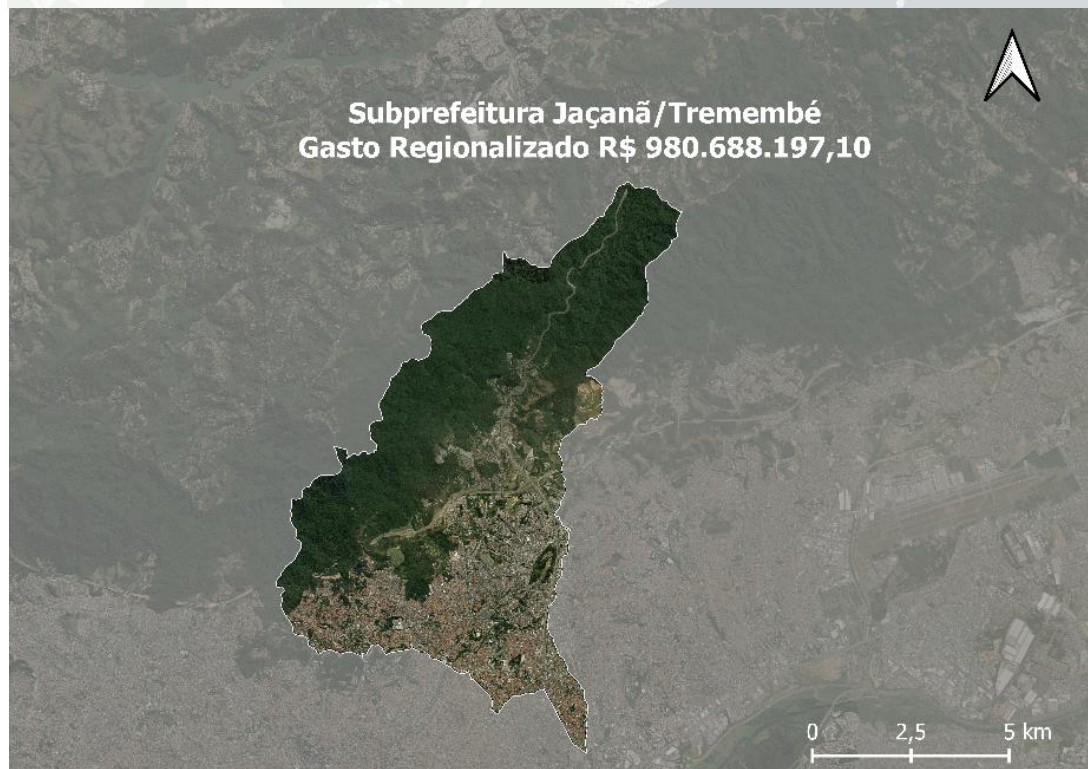 Subprefeitura Jaçanã/Tremembé
Gasto Regionalizado R$ 980.688.197,10
0 2,5 5 km